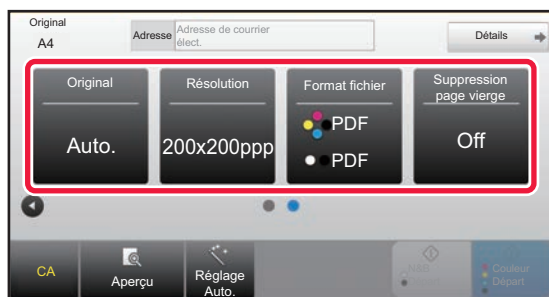 Original
A4
Adresse
Adresse de courrier
élect.
Détails
Original
Auto.
Résolution
200x200ppp
Format fichier
PDF
PDF
Suppression
page vierge
Off
CA
Aperçu
Réglage
Auto.
N&B
Départ
Couleur
Départ